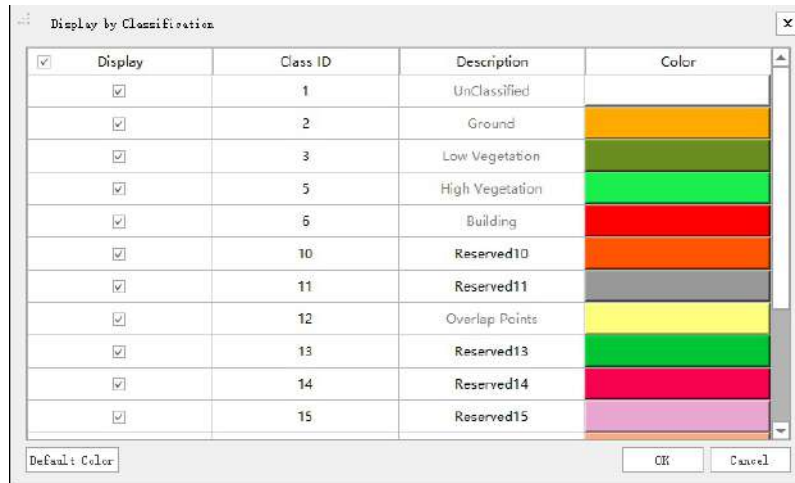 Display by Classification
Display Class ID Description Color
1 UnClassified
2 Ground
3 Low Vegetation
5 High Vegetation
6 Building
10 Reserved10
11 Reserved11
12 Overlap Points
13 Reserved13
14 Reserved14
15 Reserved15
Default Color OK Cancel